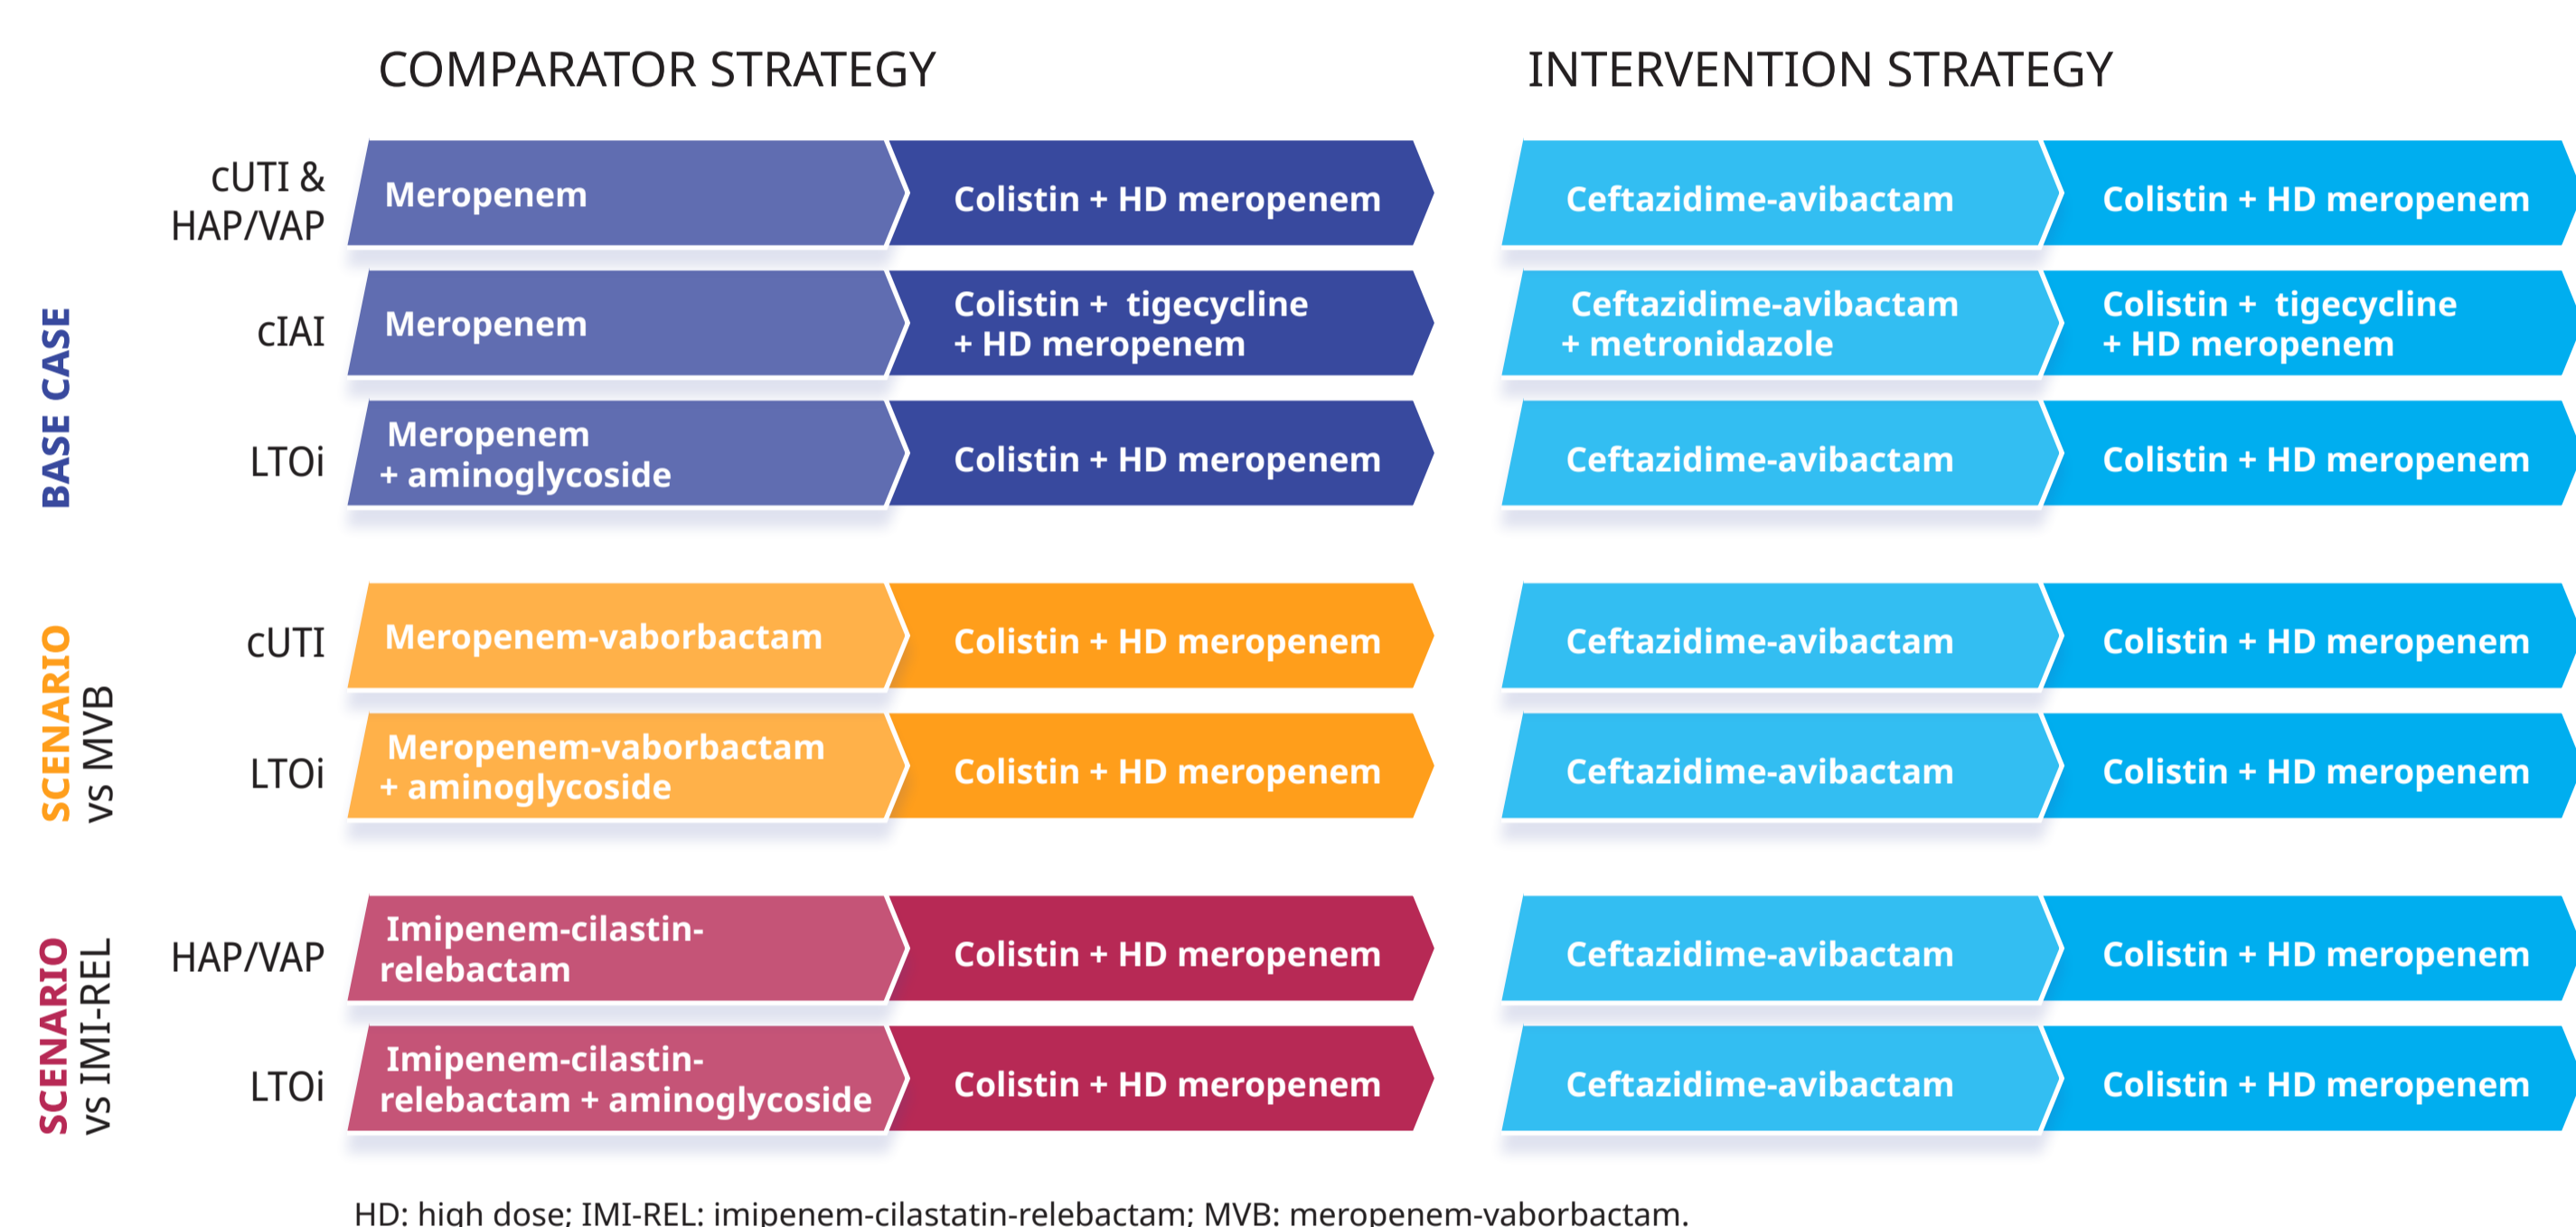 COMPARATOR STRATEGY
INTERVENTION STRATEGY
BASE CASE
cUTI &
HAP/VAP
Meropenem
Colistin + HD meropenem
Ceftazidime-avibactam
Colistin + HD meropenem
cIAI
Meropenem
Colistin + tigecycline
+ HD meropenem
Ceftazidime-avibactam
+ metronidazole
Colistin + tigecycline
+ HD meropenem
LTOi
Meropenem
+ aminoglycoside
Colistin + HD meropenem
Ceftazidime-avibactam
Colistin + HD meropenem
SCENARIO
vs MVB
cUTI
Meropenem-vaborbactam
Colistin + HD meropenem
Ceftazidime-avibactam
Colistin + HD meropenem
LTOi
Meropenem-vaborbactam
+ aminoglycoside
Colistin + HD meropenem
Ceftazidime-avibactam
Colistin + HD meropenem
SCENARIO
vs IMI-REL
HAP/VAP
Imipenem-cilastin-
relebactam
Colistin + HD meropenem
Ceftazidime-avibactam
Colistin + HD meropenem
LTOi
Imipenem-cilastin-
relebactam + aminoglycoside
Colistin + HD meropenem
Ceftazidime-avibactam
Colistin + HD meropenem
HD: high dose; IMI-REL: imipenem-cilastatin-relebactam; MVB: meropenem-vaborbactam.